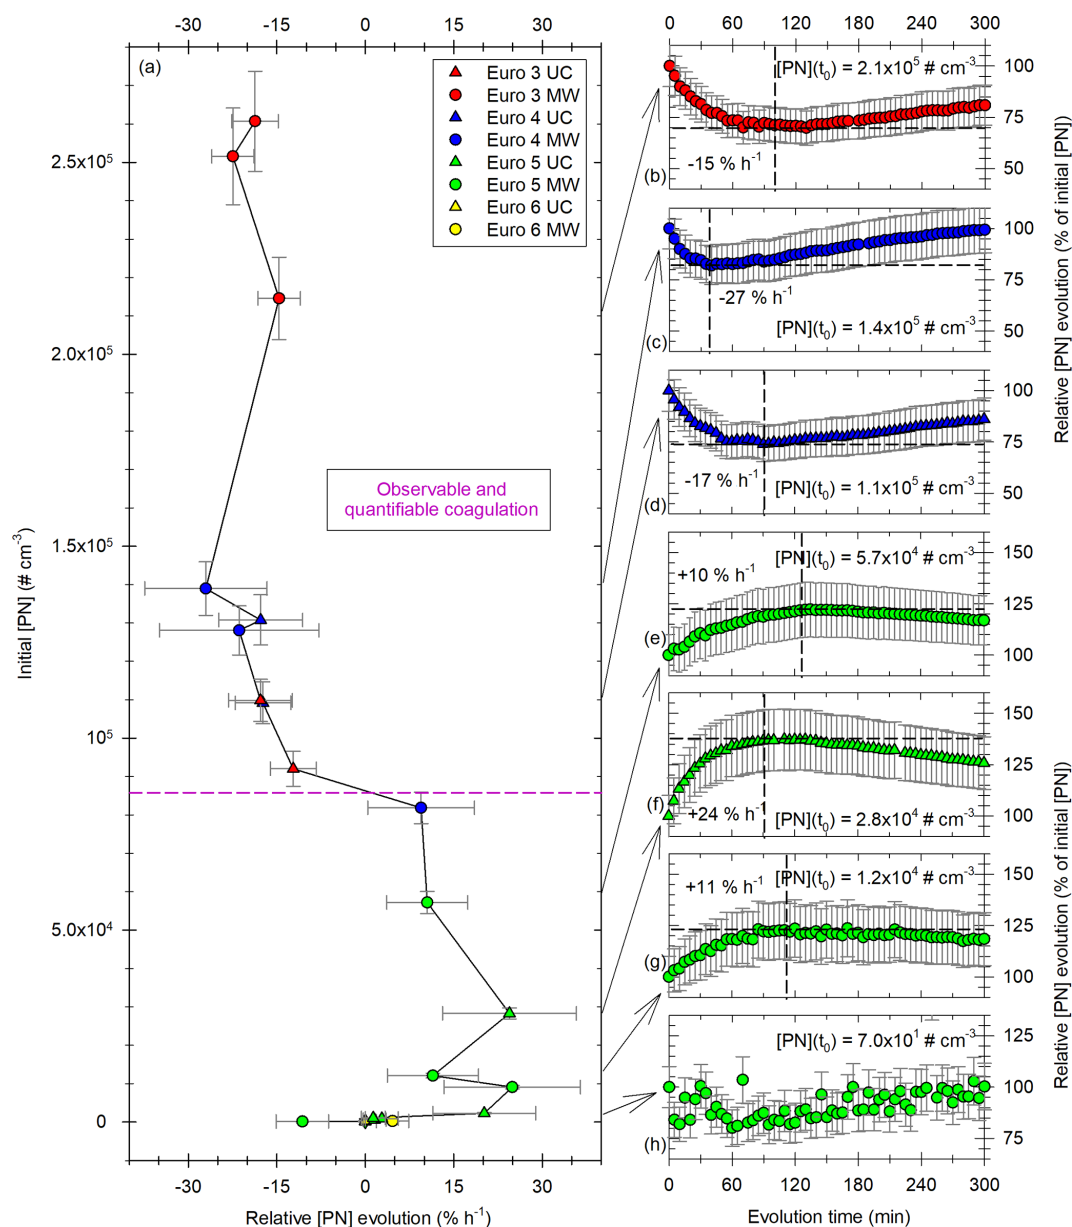 -30 -15 0 15 30
(a)
Euro 3 UC
Euro 3 MW
Euro 4 UC
Euro 4 MW
Euro 5 UC
Euro 5 MW
Euro 6 UC
Euro 6 MW
2.5x10⁵
2.0x10⁵
1.5x10⁵
10⁵
5.0x10⁴
0
Initial [PN] (# cm⁻³)
Observable and
quantifiable coagulation
-30 -15 0 15 30
Relative [PN] evolution (% h⁻¹)
0 60 120 180 240 300
[PN](t₀) = 2.1x10⁵ # cm⁻³
-15 % h⁻¹
(b)
100
75
50
-27 % h⁻¹
[PN](t₀) = 1.4x10⁵ # cm⁻³
(c)
100
75
50
Relative [PN] evolution (% of initial [PN])
-17 % h⁻¹
[PN](t₀) = 1.1x10⁵ # cm⁻³
(d)
100
75
50
[PN](t₀) = 5.7x10⁴ # cm⁻³
+10 % h⁻¹
(e)
150
125
100
(f)
+24 % h⁻¹
[PN](t₀) = 2.8x10⁴ # cm⁻³
150
125
100
[PN](t₀) = 1.2x10⁴ # cm⁻³
+11 % h⁻¹
(g)
150
125
100
Relative [PN] evolution (% of initial [PN])
[PN](t₀) = 7.0x10¹ # cm⁻³
(h)
125
100
75
0 60 120 180 240 300
Evolution time (min)